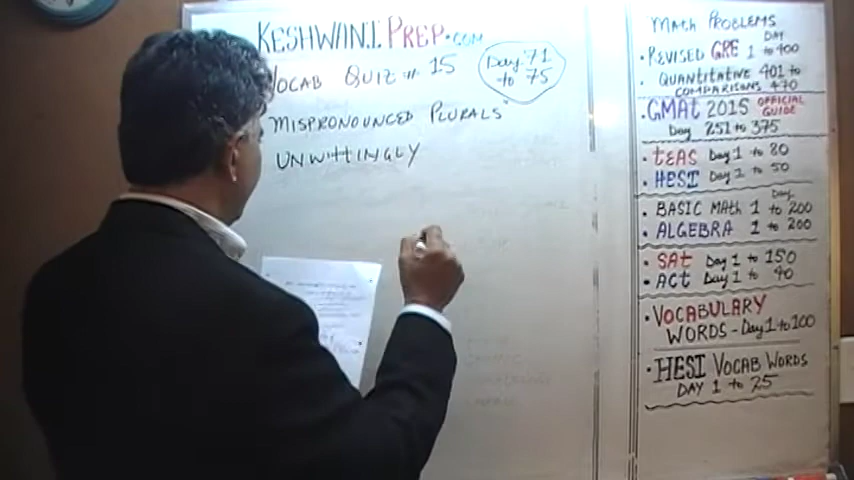 KESHWANI PREP.COM
VOCAB QUIZ # 15
Day 71
to 75
MISPRONOUNCED PLURALS"
UNWITTINGLY
MATH PROBLEMS
DAY
• REVISED GRE 1 to 400
• QUANTITATIVE 401 to
COMPARISONS 470
• GMAT 2015 OFFICIAL
GUIDE
Day 251 to 375
• TEAS Day 1 to 80
• HESI Day 1 to 50
Day
• BASIC MATH 1 to 200
• ALGEBRA 1 to 200
• SAT Day 1 to 150
• ACT Day 1 to 40
• VOCABULARY
WORDS - Day 1 to 100
• HESI VOCAB WORDS
DAY 1 to 25